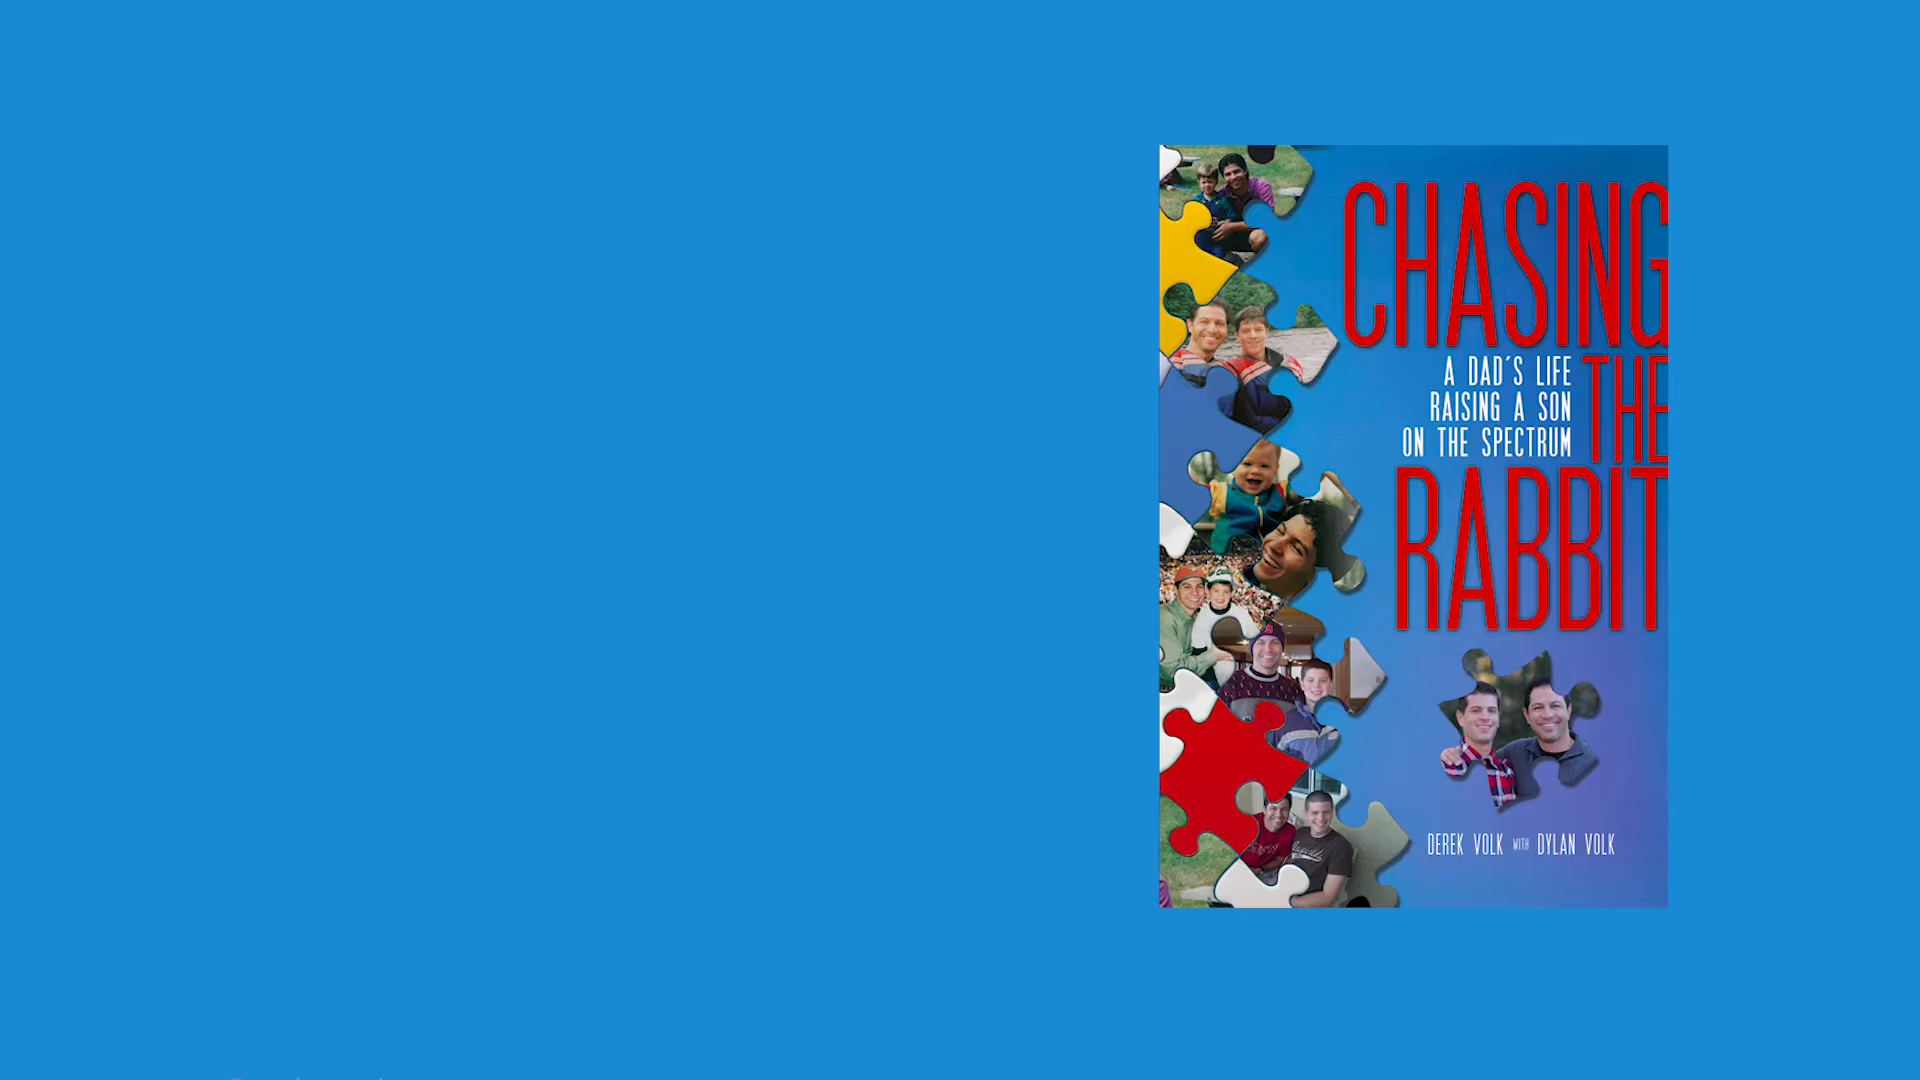 CHASING
A DAD'S LIFE
RAISING A SON
ON THE SPECTRUM
THE
RABBIT
DEREK VOLK WITH DYLAN VOLK